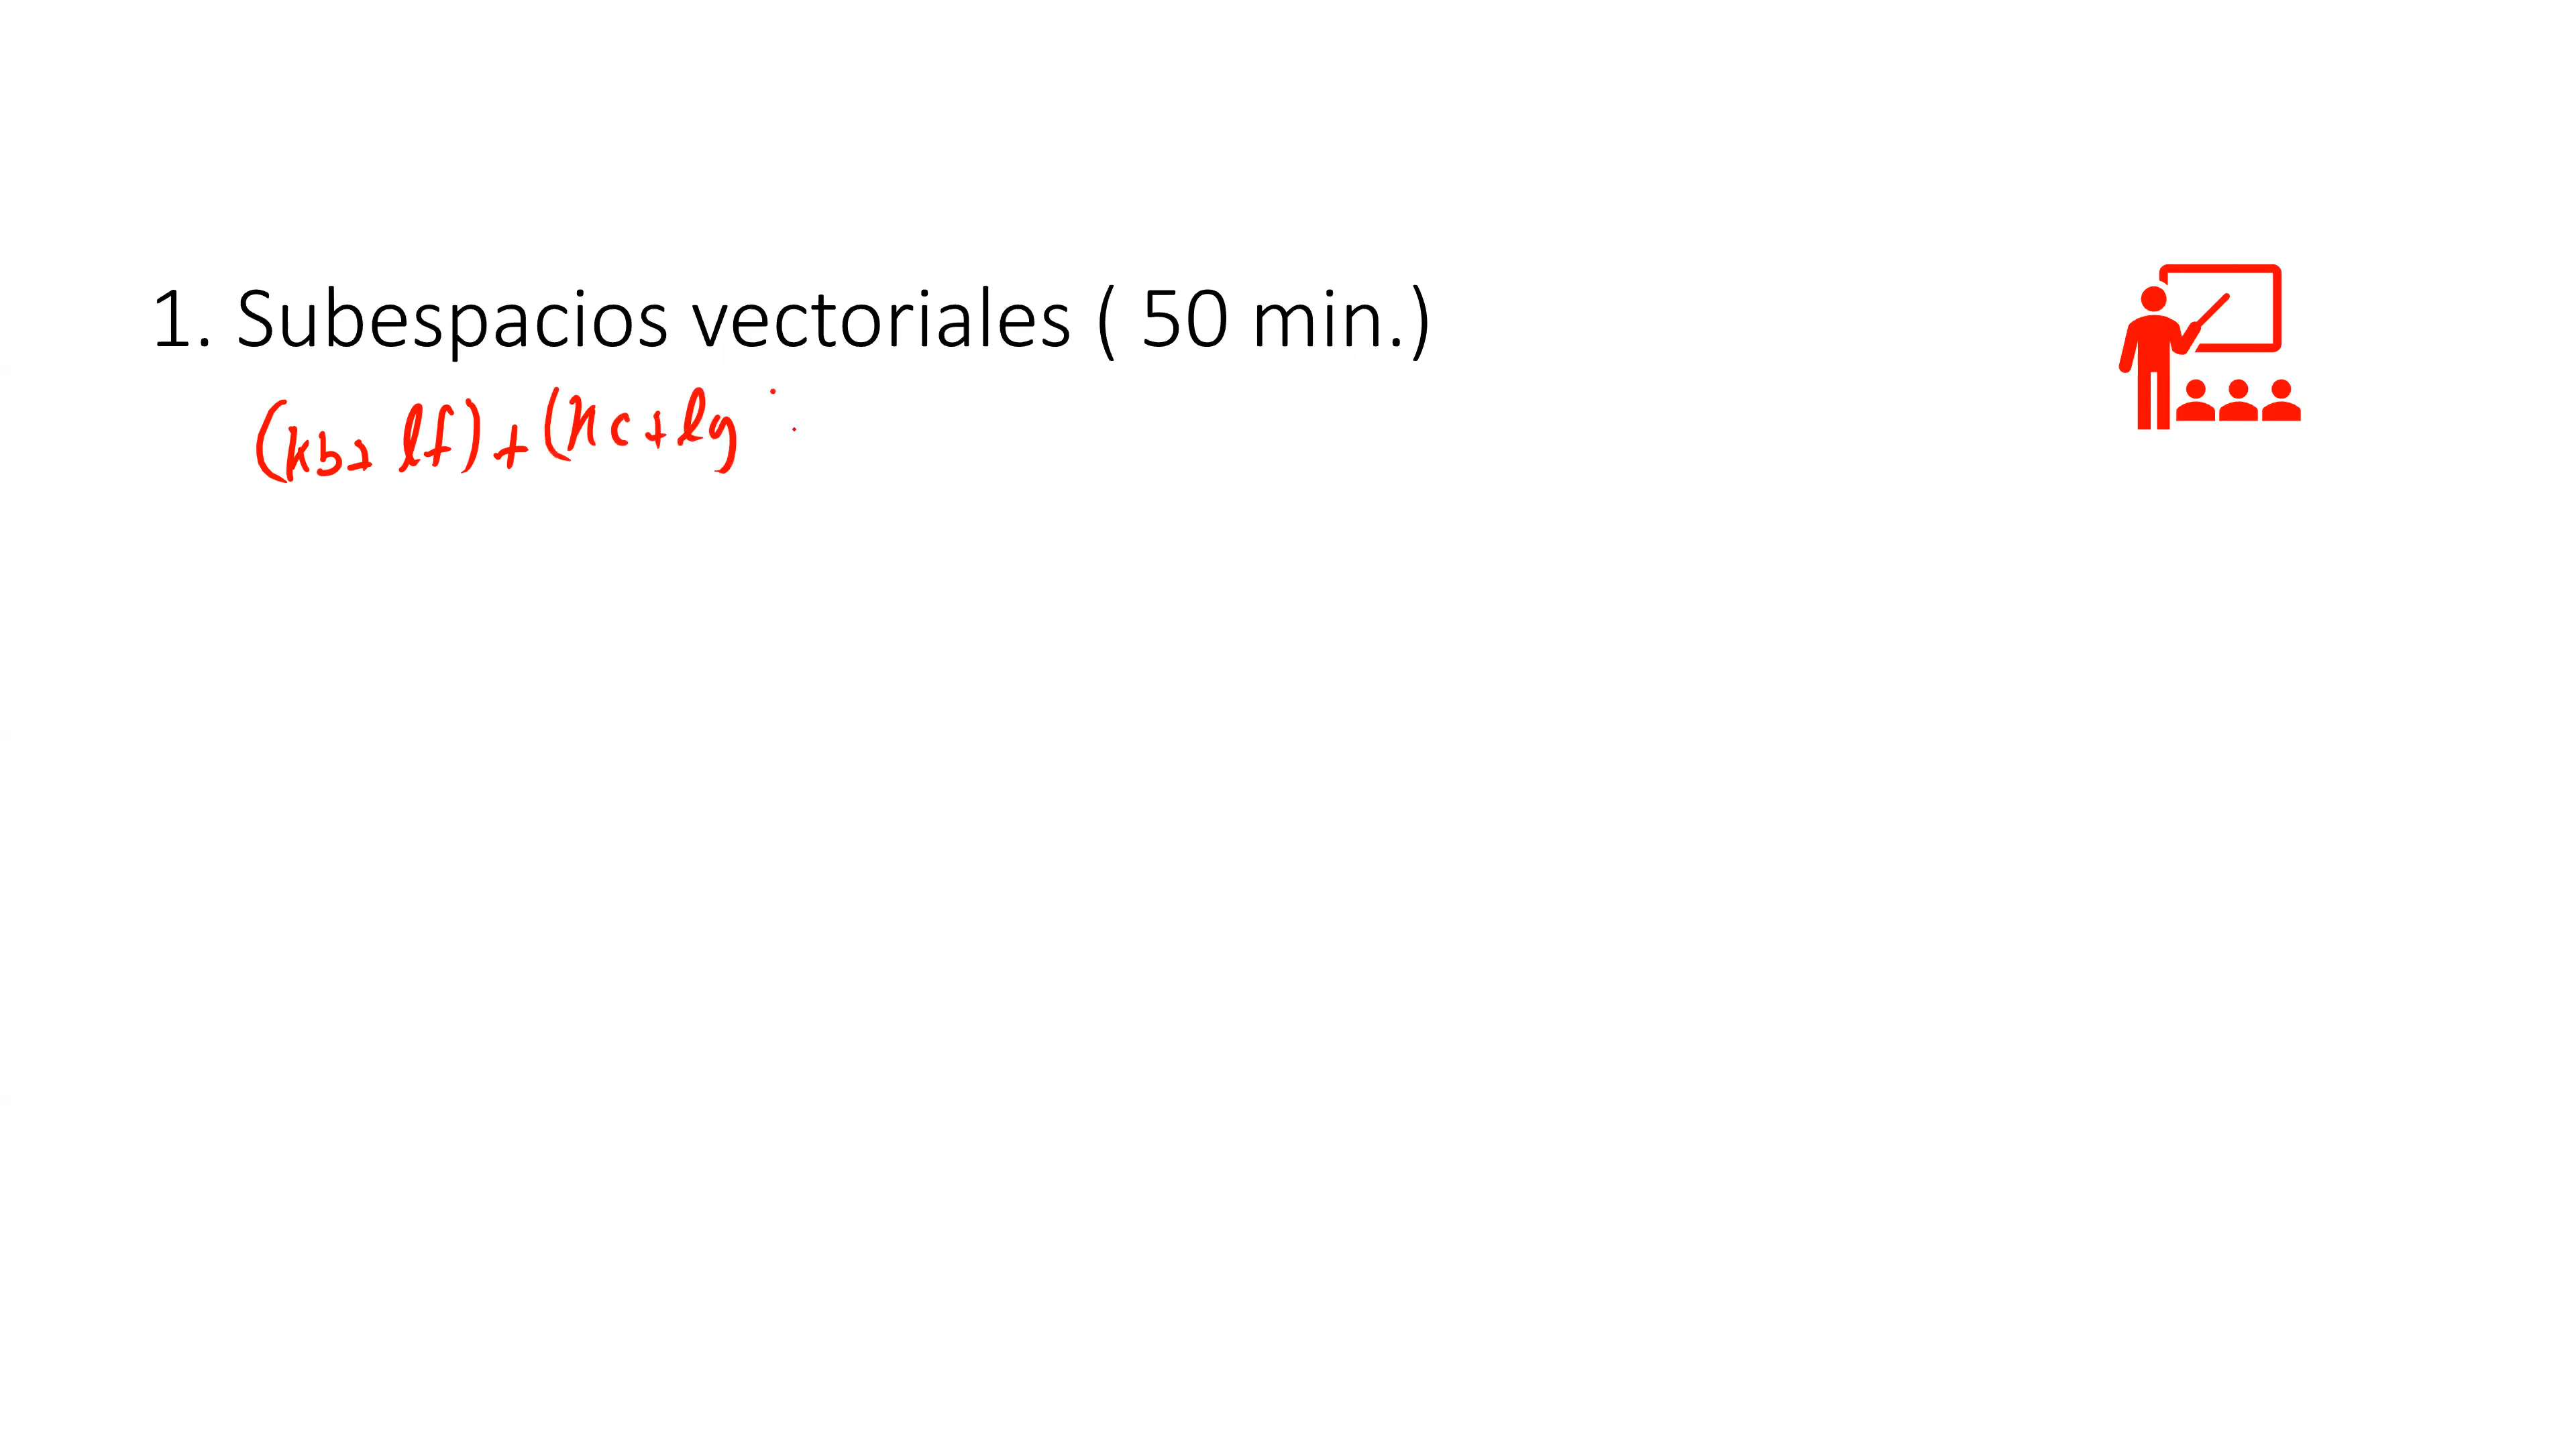 1. Subespacios vectoriales ( 50 min.)
(kb+ lf) + (kc + lg